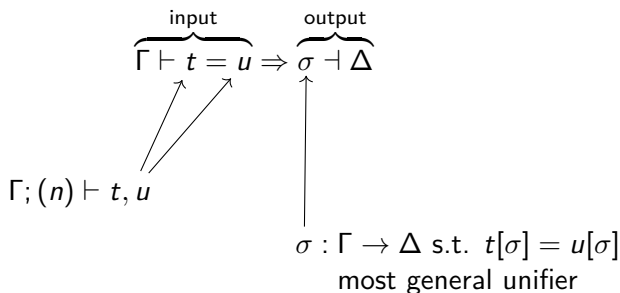 input output
Γ ⊢ t = u ⇒ σ ⊣ Δ
Γ; (n) ⊢ t, u
σ : Γ → Δ s.t. t[σ] = u[σ]
most general unifier